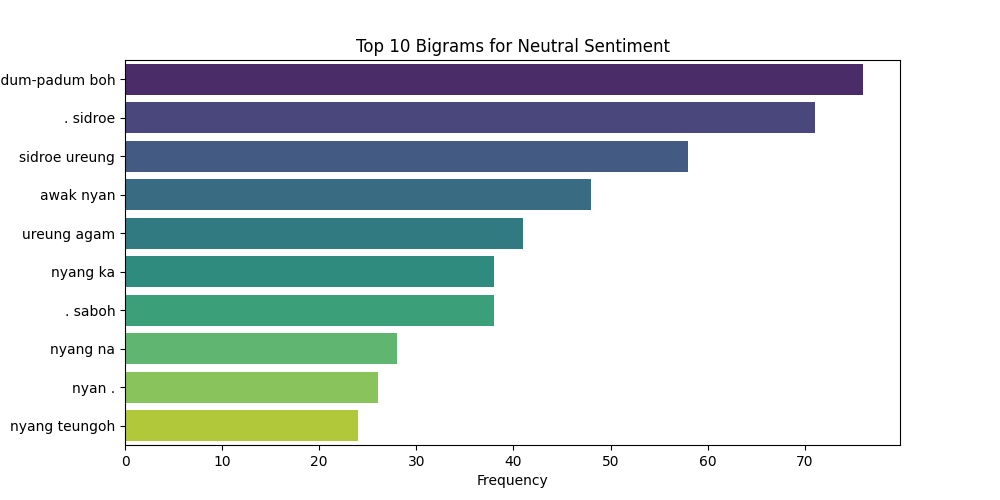 Top 10 Bigrams for Neutral Sentiment
dum-padum boh
. sidroe
sidroe ureung
awak nyan
ureung agam
nyang ka
. saboh
nyang na
nyan .
nyang teungoh
0 10 20 30 40 50 60 70
Frequency